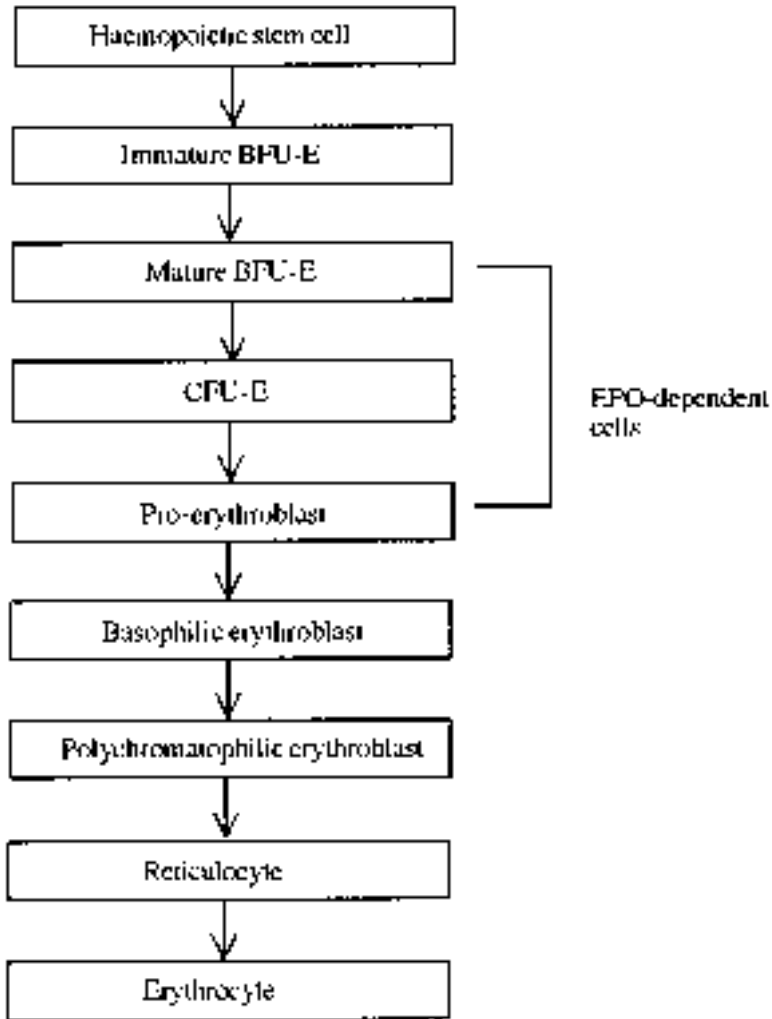 Haemopoietic stem cell
Immature BFU-E
Mature BFU-E
CFU-E
EPO-dependent
cells
Pro-erythroblast
Basophilic erythroblast
Polychromatophilic erythroblast
Reticulocyte
Erythrocyte